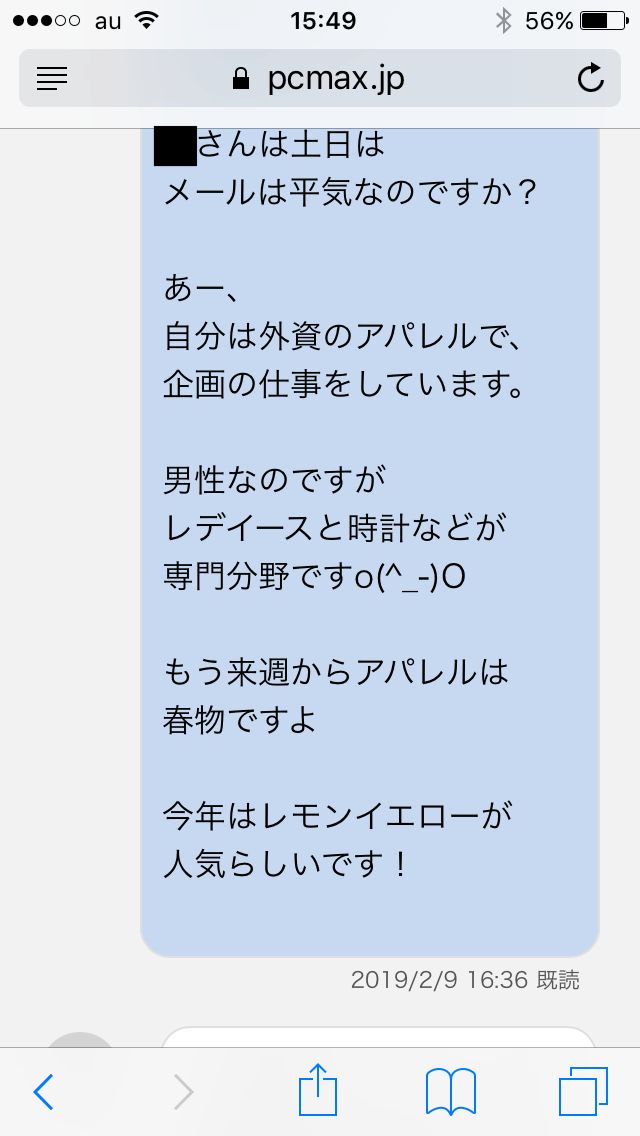 au 15:49 56%
pcmax.jp
さんは土日は
メールは平気なのですか？
あー、
自分は外資のアパレルで、
企画の仕事をしています。
男性なのですが
レデイースと時計などが
専門分野ですo(^_-)O
もう来週からアパレルは
春物ですよ
今年はレモンイエローが
人気らしいです！
2019/2/9 16:36 既読